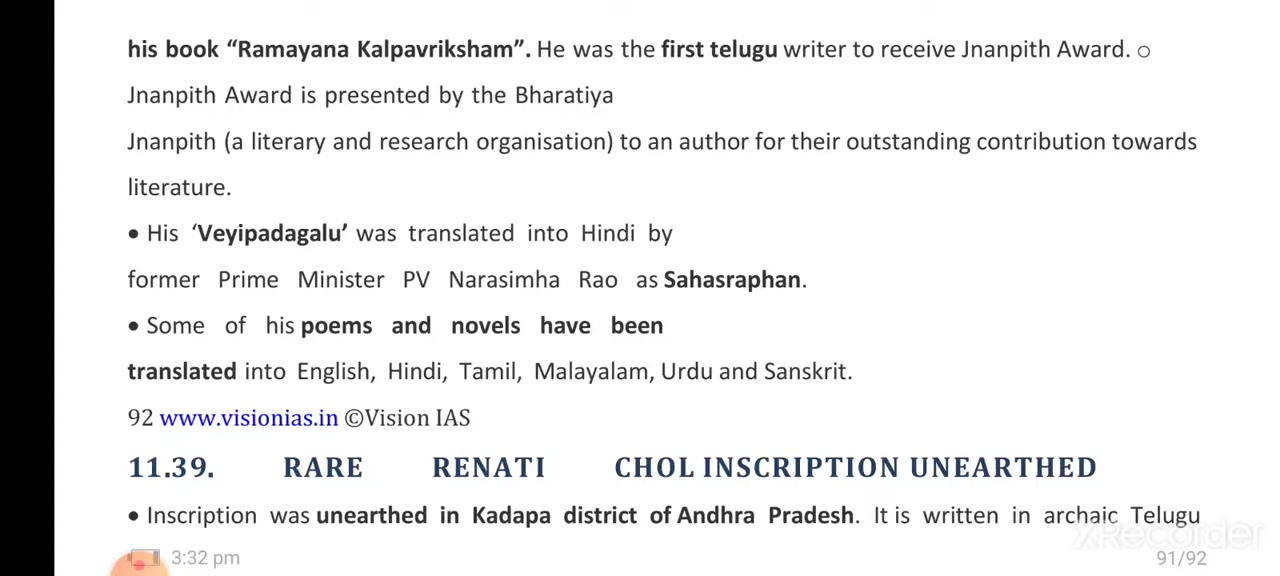 his book “Ramayana Kalpavriksham”. He was the first telugu writer to receive Jnanpith Award. o
Jnanpith Award is presented by the Bharatiya
Jnanpith (a literary and research organisation) to an author for their outstanding contribution towards
literature.
• His ‘Veyipadagalu’ was translated into Hindi by
former Prime Minister PV Narasimha Rao as Sahasraphan.
• Some of his poems and novels have been
translated into English, Hindi, Tamil, Malayalam, Urdu and Sanskrit.
92 www.visionias.in ©Vision IAS
11.39. RARE RENATI CHOL INSCRIPTION UNEARTHED
• Inscription was unearthed in Kadapa district of Andhra Pradesh. It is written in archaic Telugu
XRecorder
3:32 pm 91/92